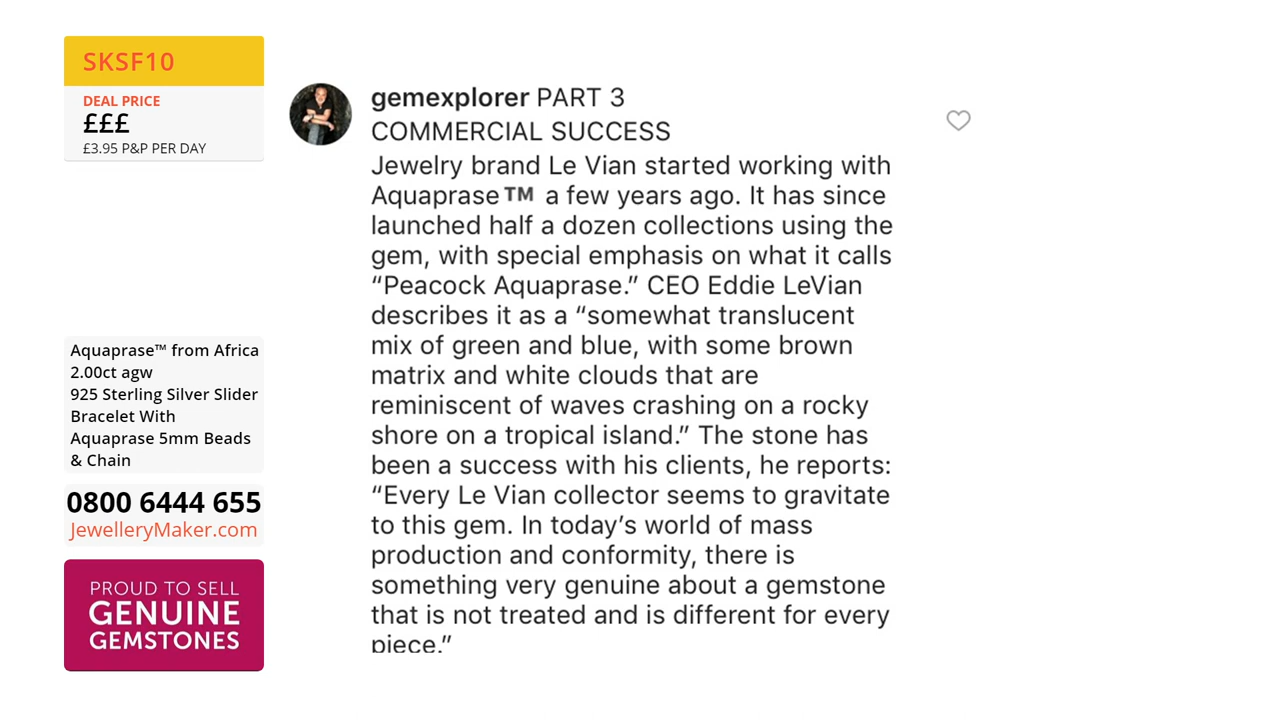 SKSF10
DEAL PRICE
£££
£3.95 P&P PER DAY
Aquaprase™ from Africa
2.00ct agw
925 Sterling Silver Slider
Bracelet With
Aquaprase 5mm Beads
& Chain
0800 6444 655
JewelleryMaker.com
PROUD TO SELL
GENUINE
GEMSTONES
gemexplorer PART 3
COMMERCIAL SUCCESS
Jewelry brand Le Vian started working with
Aquaprase™ a few years ago. It has since
launched half a dozen collections using the
gem, with special emphasis on what it calls
“Peacock Aquaprase.” CEO Eddie LeVian
describes it as a “somewhat translucent
mix of green and blue, with some brown
matrix and white clouds that are
reminiscent of waves crashing on a rocky
shore on a tropical island.” The stone has
been a success with his clients, he reports:
“Every Le Vian collector seems to gravitate
to this gem. In today’s world of mass
production and conformity, there is
something very genuine about a gemstone
that is not treated and is different for every
piece.”